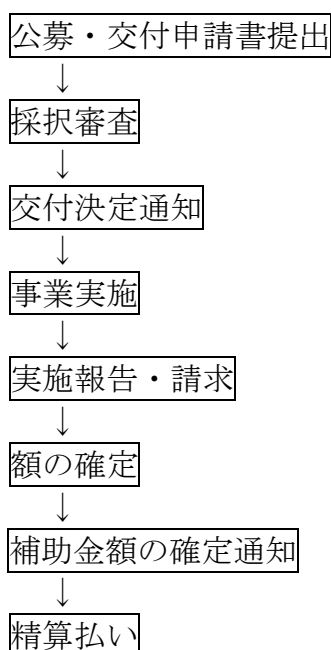 公募・交付申請書提出
↓
採択審査
↓
交付決定通知
↓
事業実施
↓
実施報告・請求
↓
額の確定
↓
補助金額の確定通知
↓
精算払い